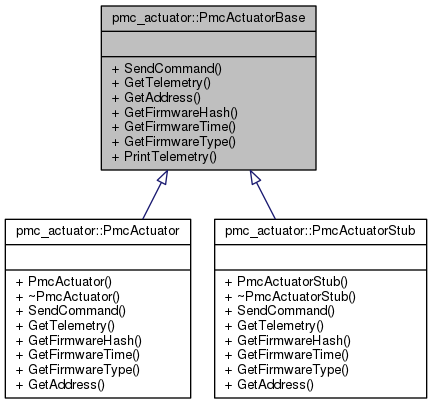 pmc_actuator::PmcActuatorBase
+ SendCommand()
+ GetTelemetry()
+ GetAddress()
+ GetFirmwareHash()
+ GetFirmwareTime()
+ GetFirmwareType()
+ PrintTelemetry()
pmc_actuator::PmcActuator
+ PmcActuator()
+ ~PmcActuator()
+ SendCommand()
+ GetTelemetry()
+ GetFirmwareHash()
+ GetFirmwareTime()
+ GetFirmwareType()
+ GetAddress()
pmc_actuator::PmcActuatorStub
+ PmcActuatorStub()
+ ~PmcActuatorStub()
+ SendCommand()
+ GetTelemetry()
+ GetFirmwareHash()
+ GetFirmwareTime()
+ GetFirmwareType()
+ GetAddress()